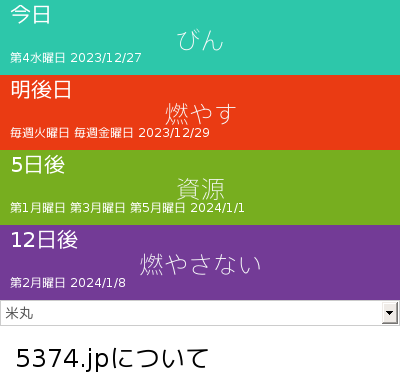 今日
びん
第4水曜日 2023/12/27
明後日
燃やす
毎週火曜日 毎週金曜日 2023/12/29
5日後
資源
第1月曜日 第3月曜日 第5月曜日 2024/1/1
12日後
燃やさない
第2月曜日 2024/1/8
米丸
5374.jpについて